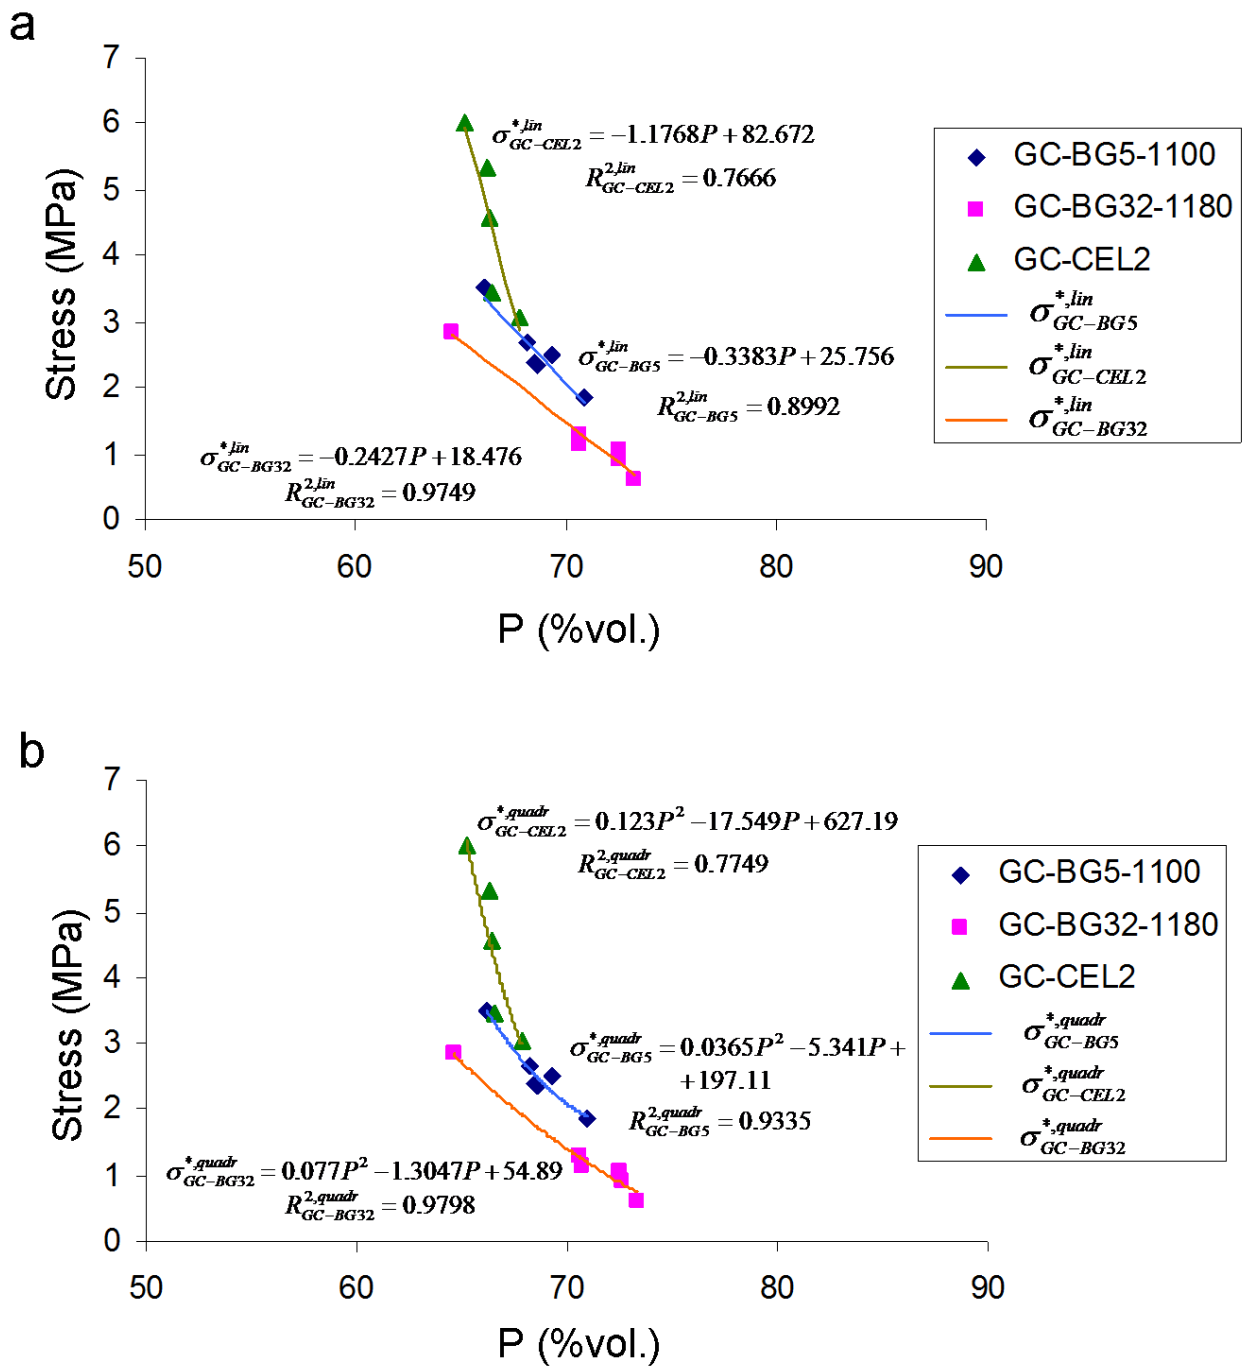 a
7
6
5
4
3
2
1
0
Stress (MPa)
σ*,lin GC−CEL2 = −1.1768P + 82.672
R2,lin GC−CEL2 = 0.7666
σ*,lin GC−BG5 = −0.3383P + 25.756
R2,lin GC−BG5 = 0.8992
σ*,lin GC−BG32 = −0.2427P + 18.476
R2,lin GC−BG32 = 0.9749
GC-BG5-1100
GC-BG32-1180
GC-CEL2
σ*,lin GC−BG5
σ*,lin GC−CEL2
σ*,lin GC−BG32
50 60 70 80 90
P (%vol.)
b
7
6
5
4
3
2
1
0
Stress (MPa)
σ*,quadr GC−CEL2 = 0.123P² −17.549P + 627.19
R2,quadr GC−CEL2 = 0.7749
σ*,quadr GC−BG5 = 0.0365P² −5.341P +
+197.11
R2,quadr GC−BG5 = 0.9335
σ*,quadr GC−BG32 = 0.077P² −1.3047P + 54.89
R2,quadr GC−BG32 = 0.9798
GC-BG5-1100
GC-BG32-1180
GC-CEL2
σ*,quadr GC−BG5
σ*,quadr GC−CEL2
σ*,quadr GC−BG32
50 60 70 80 90
P (%vol.)